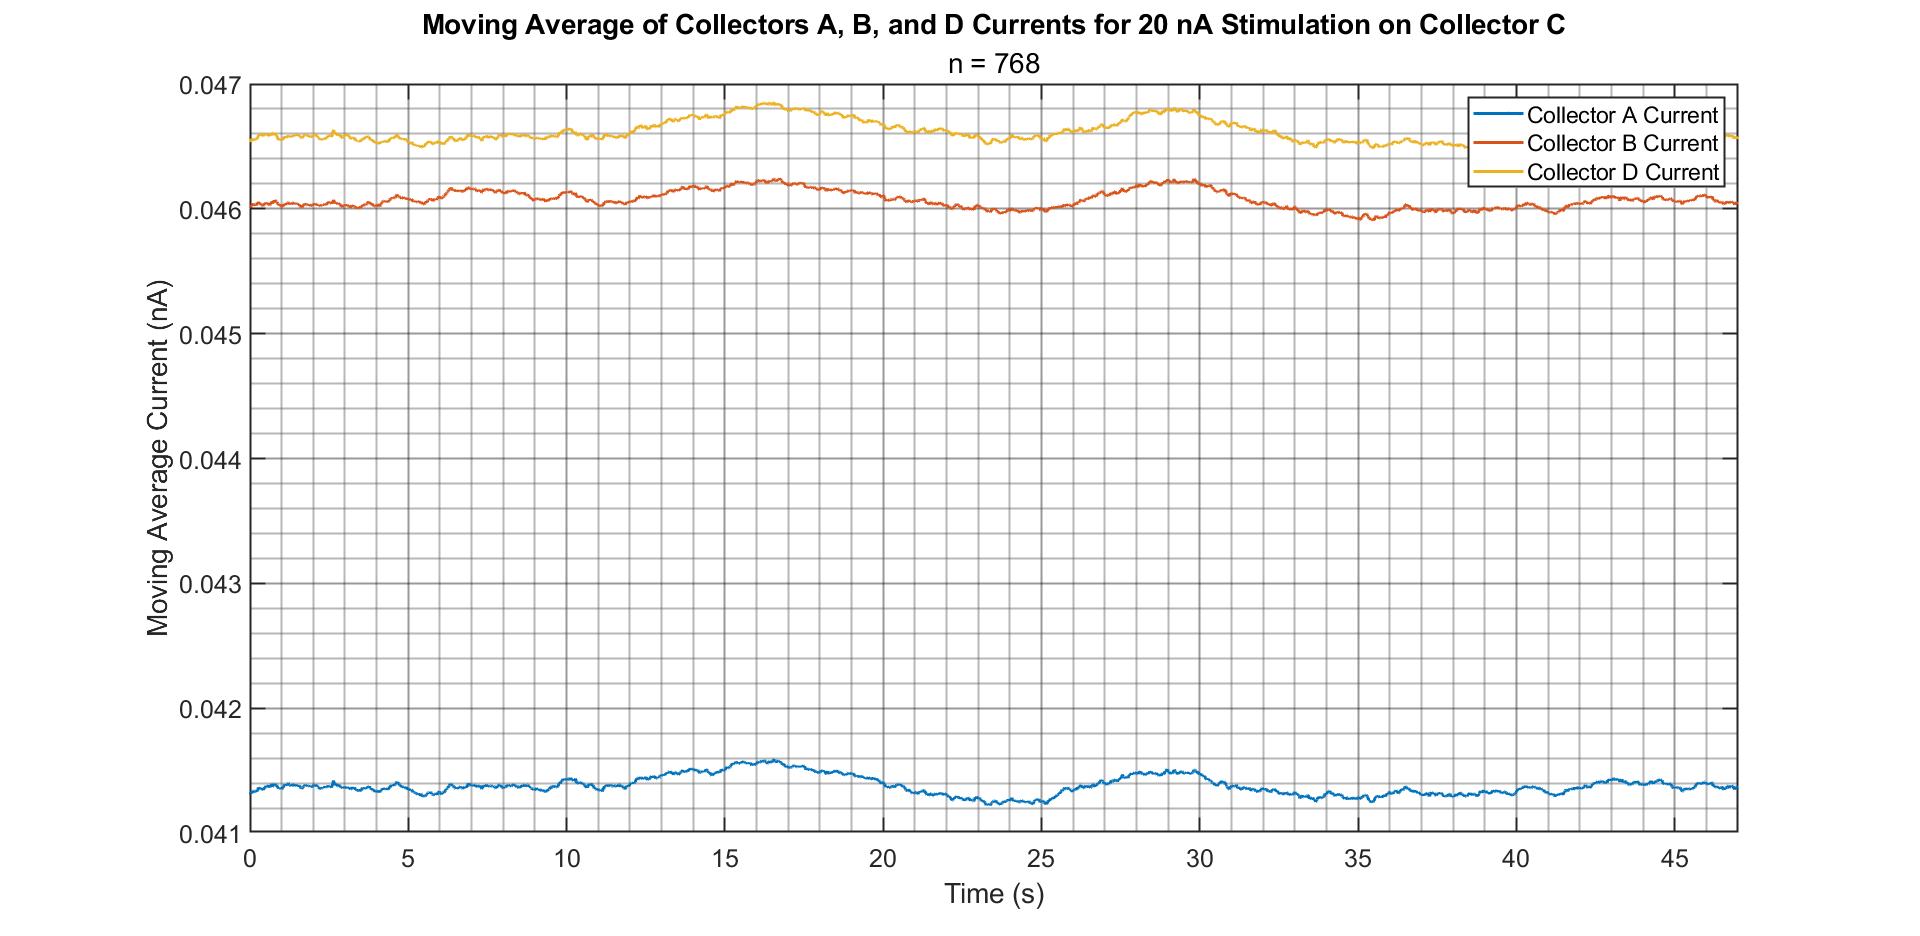 Moving Average of Collectors A, B, and D Currents for 20 nA Stimulation on Collector C
n = 768
Moving Average Current (nA)
0.047
0.046
0.045
0.044
0.043
0.042
0.041
Collector A Current
Collector B Current
Collector D Current
0 5 10 15 20 25 30 35 40 45
Time (s)